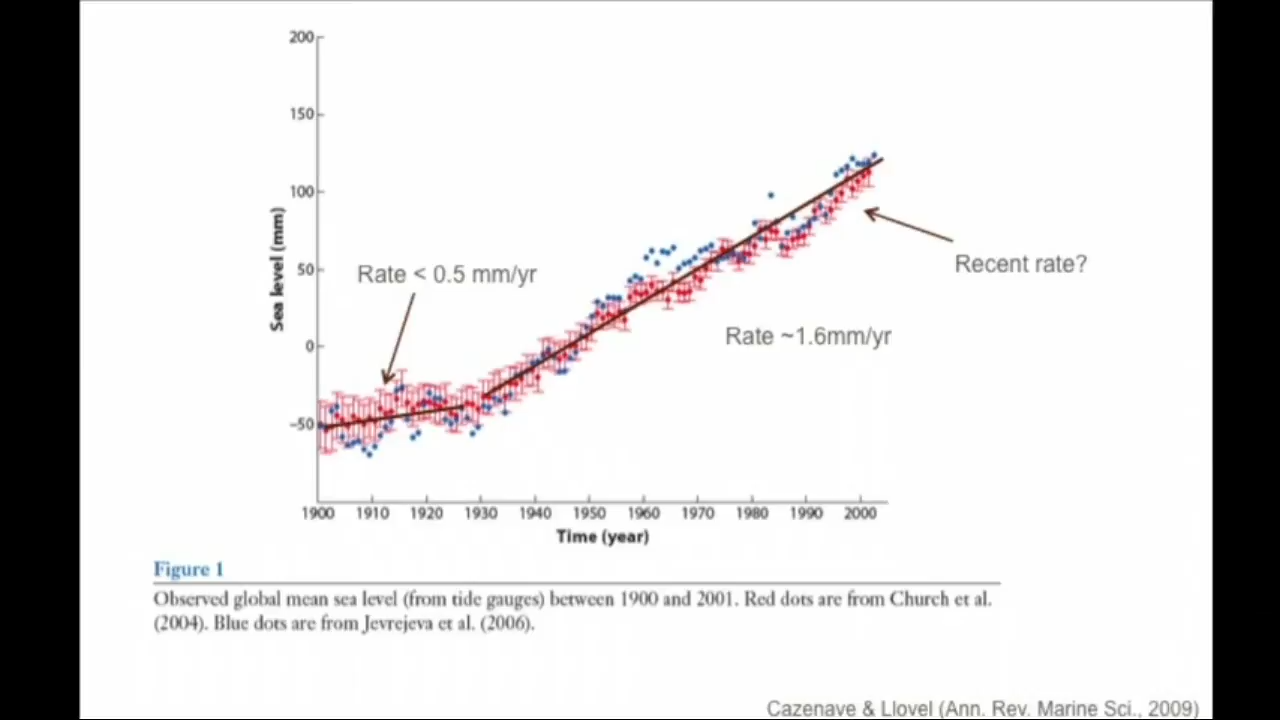 200
150
100
50
0
−50
Sea level (mm)
Rate < 0.5 mm/yr
Recent rate?
Rate ~1.6mm/yr
1900 1910 1920 1930 1940 1950 1960 1970 1980 1990 2000
Time (year)
Figure 1
Observed global mean sea level (from tide gauges) between 1900 and 2001. Red dots are from Church et al.
(2004). Blue dots are from Jevrejeva et al. (2006).
Cazenave & Llovel (Ann. Rev. Marine Sci., 2009)